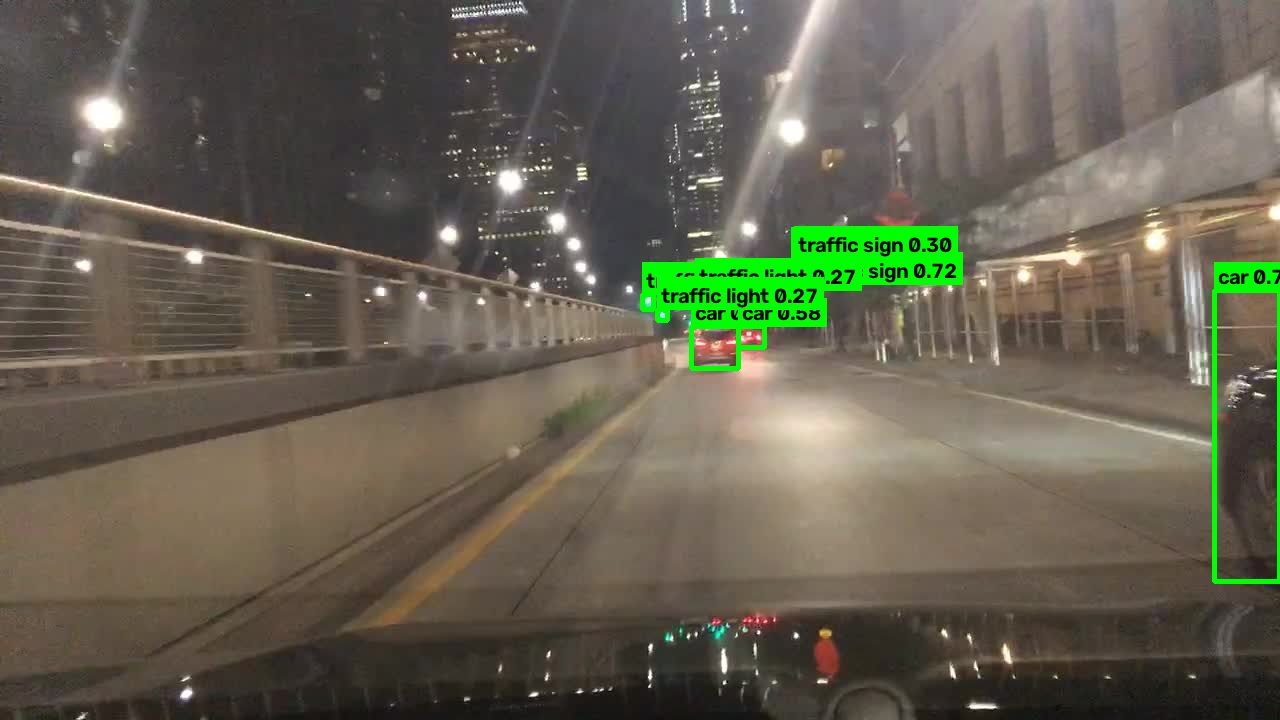 traffic sign 0.30
sign 0.72
traffic light 0.27
car 0.7
traffic light 0.27
car 0.58